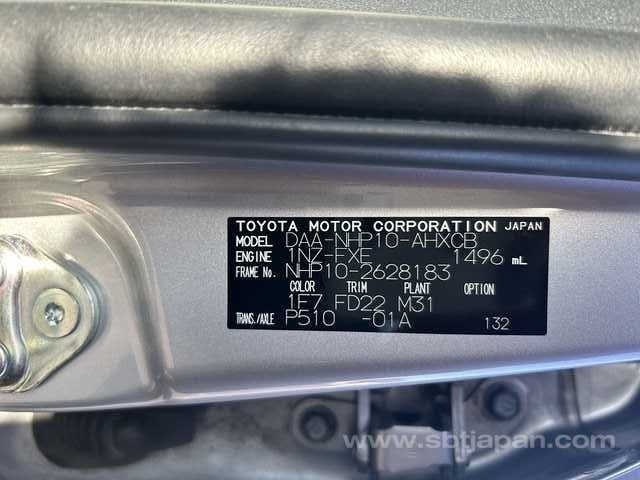 TOYOTA MOTOR CORPORATION JAPAN
MODEL DAA-NHP10-AHXCB
ENGINE 1NZ-FXE 1496 mL
FRAME No. NHP10-2628183
COLOR TRIM PLANT OPTION
1F7 FD22 M31
TRANS./AXLE P510 -01A 132
www.sbtjapan.com